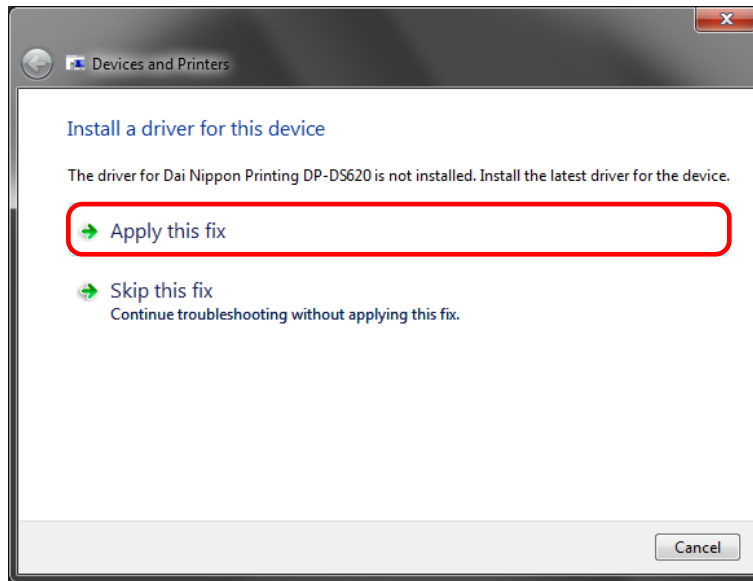 Devices and Printers
Install a driver for this device
The driver for Dai Nippon Printing DP-DS620 is not installed. Install the latest driver for the device.
Apply this fix
Skip this fix
Continue troubleshooting without applying this fix.
Cancel